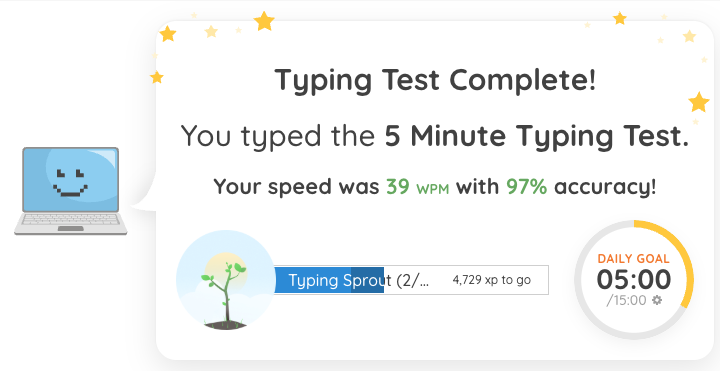 Typing Test Complete!
You typed the 5 Minute Typing Test.
Your speed was 39 WPM with 97% accuracy!
Typing Sprout (2/... 4,729 xp to go
DAILY GOAL
05:00
/15:00